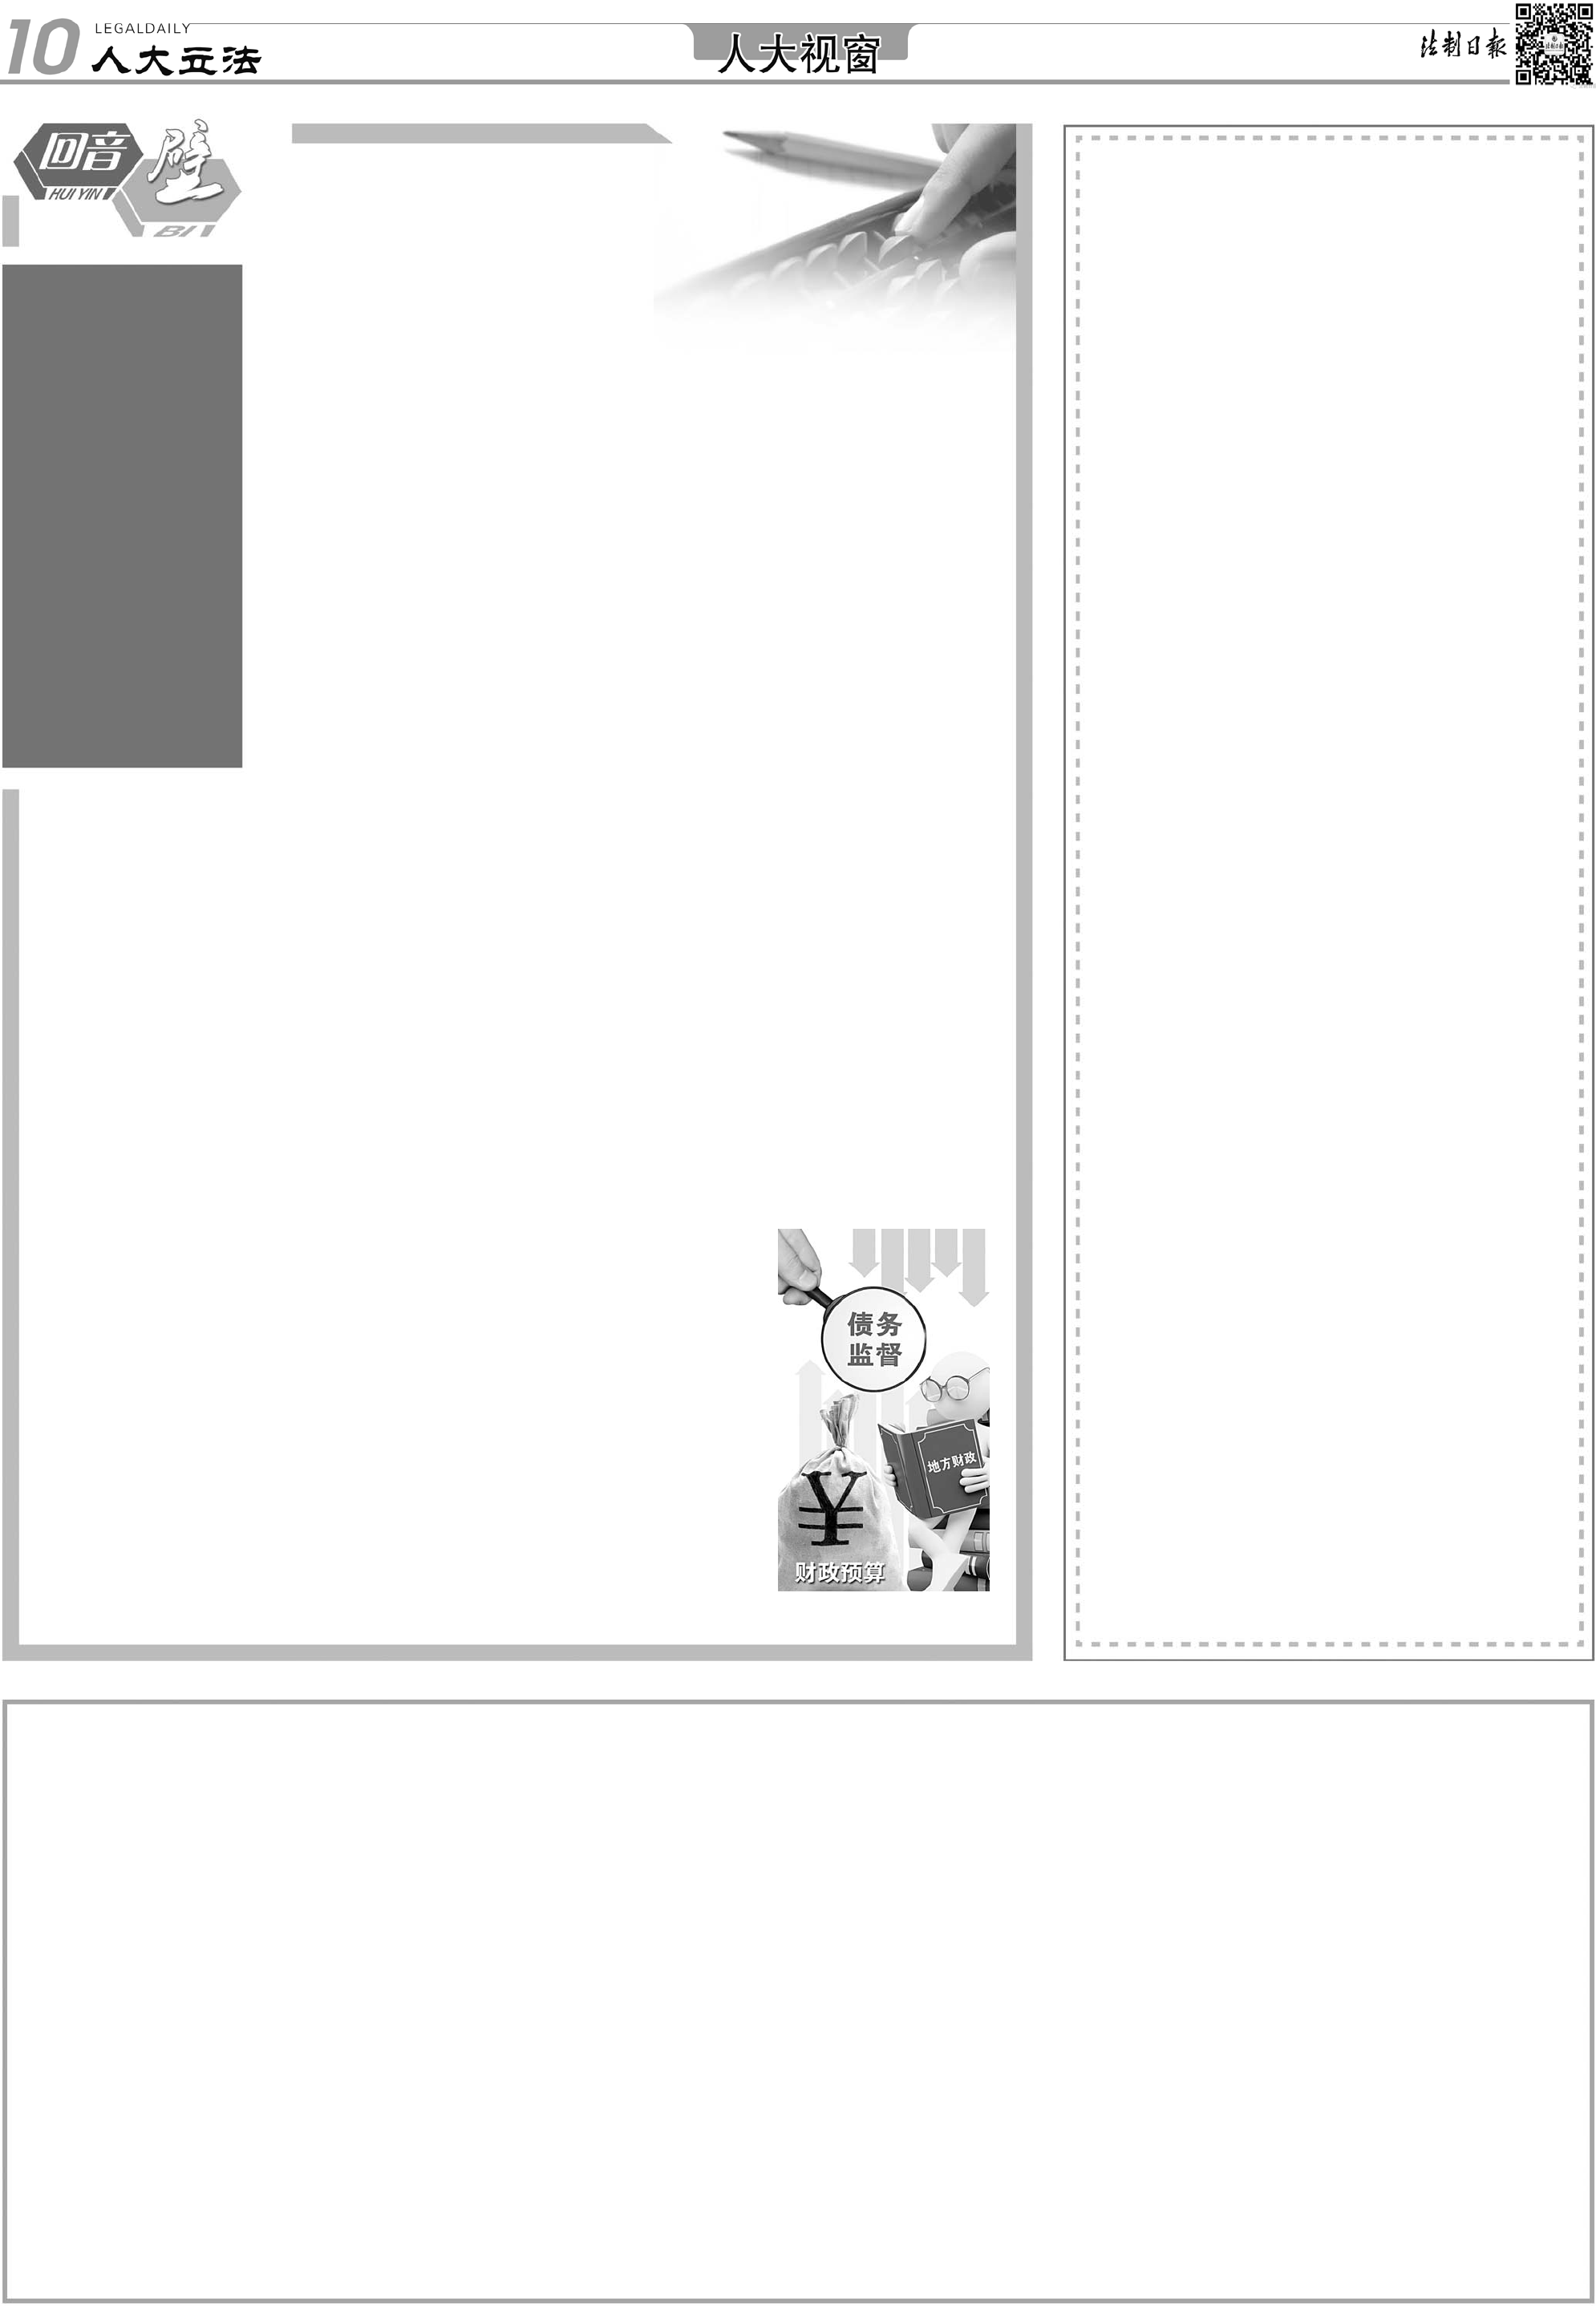 10
LEGALDAILY
人大立法
人大视窗
法制日报
回音
壁
HUI YIN
BI
债务
监督
地方财政
¥
财政预算